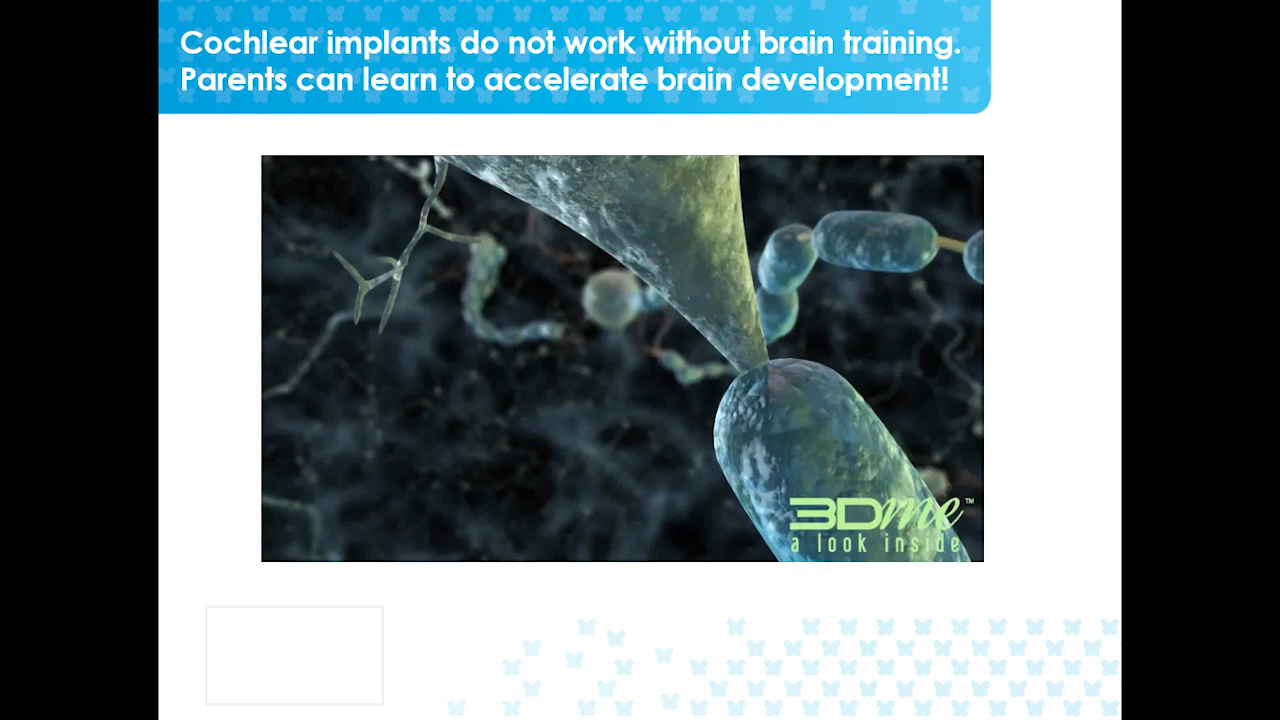 Cochlear implants do not work without brain training.
Parents can learn to accelerate brain development!
3DMe™
a look inside